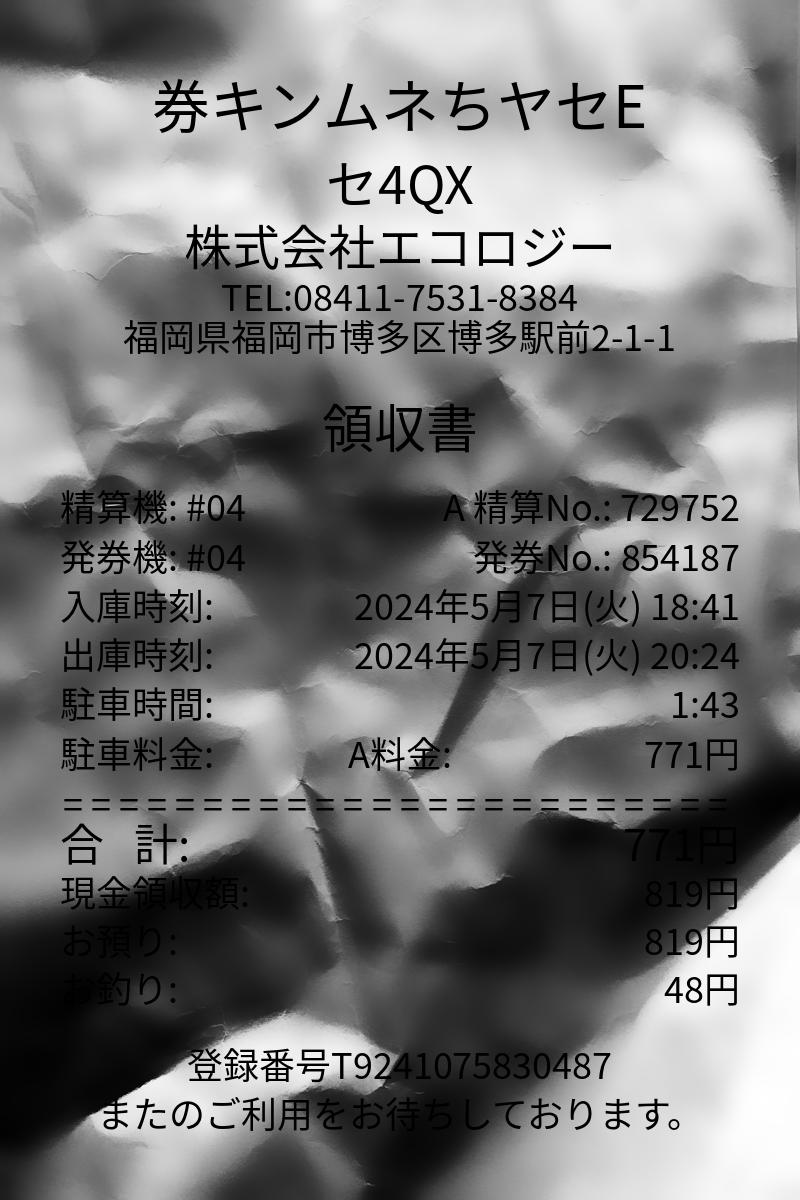 券キンムネちヤセE
セ4QX
株式会社エコロジー
TEL:08411-7531-8384
福岡県福岡市博多区博多駅前2-1-1
領収書
精算機: #04 A 精算No.: 729752
発券機: #04 発券No.: 854187
入庫時刻: 2024年5月7日(火) 18:41
出庫時刻: 2024年5月7日(火) 20:24
駐車時間: 1:43
駐車料金: A料金: 771円
========================
合 計: 771円
現金領収額: 819円
お預り: 819円
お釣り: 48円
登録番号T9241075830487
またのご利用をお待ちしております。